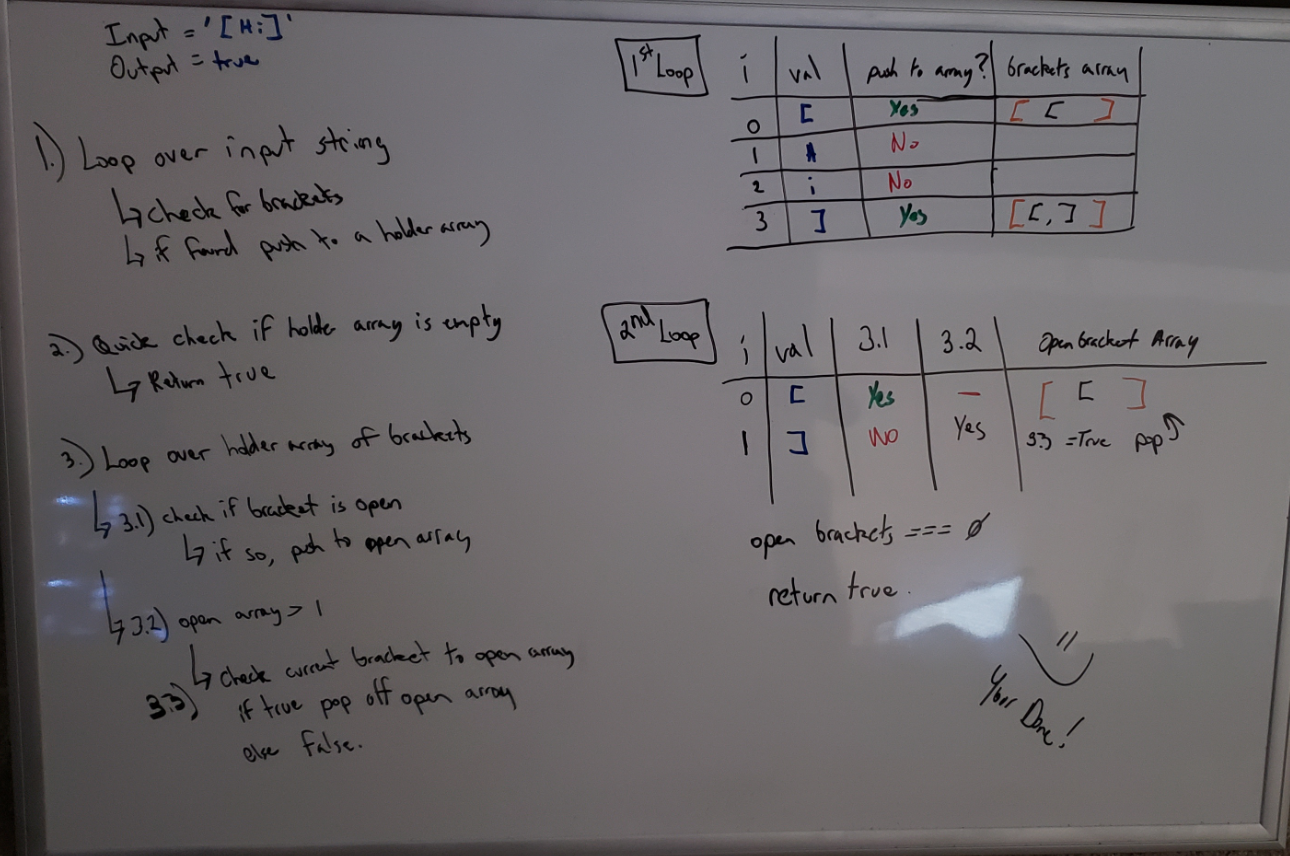 Input = '[Hi]'
Output = true
1.) Loop over input string
↳ check for brackets
↳ if found push to a holder array
2.) Quick check if holder array is empty
↳ Return true
3.) Loop over holder array of brackets
↳ 3.1) check if bracket is open
↳ if so, push to open array
↳ 3.2) open array > 1
↳ check current bracket to open array
3.3) if true pop off open array
else false.
1st Loop
i val push to array? brackets array
0 [ Yes [ [ ]
1 H No
2 i No
3 ] Yes [ [, ] ]
2nd Loop
i val 3.1 3.2 Open bracket Array
0 [ Yes — [ [ ]
1 ] No Yes 3.3 = True pop
open brackets === 0
return true.
Your Done!